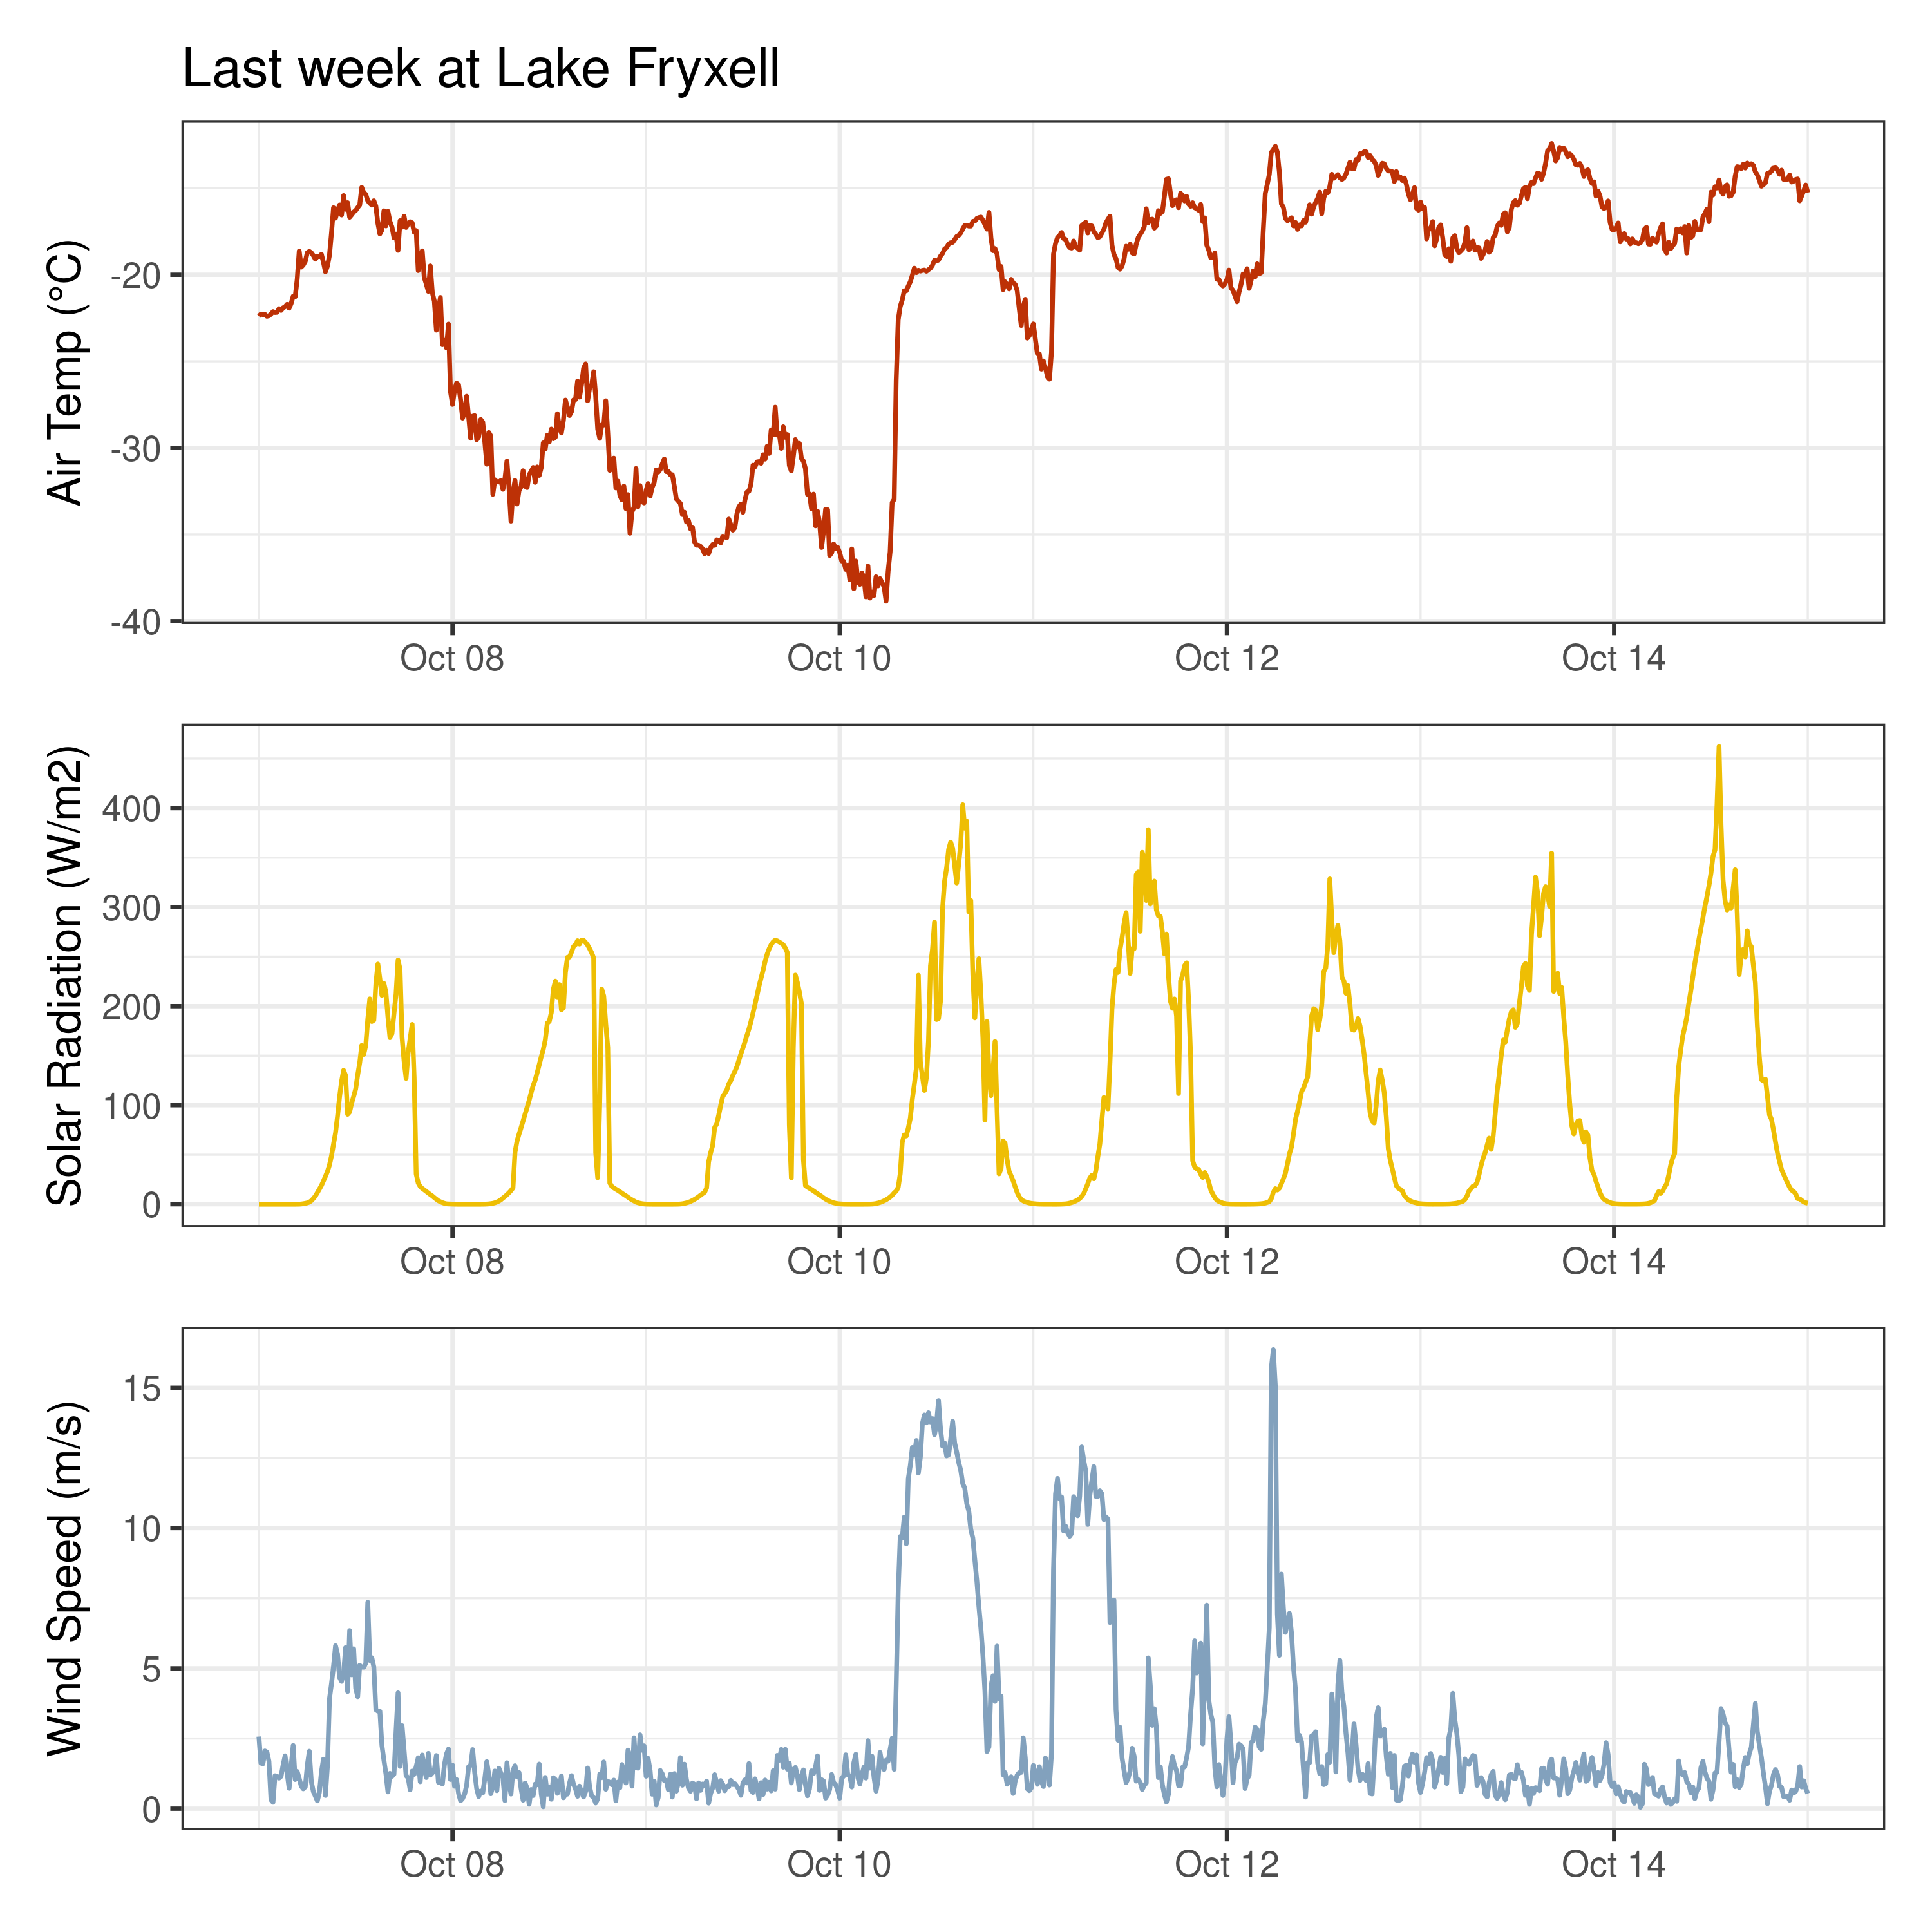 Last week at Lake Fryxell
Air Temp (°C)
-20
-30
-40
Oct 08 Oct 10 Oct 12 Oct 14
Solar Radiation (W/m2)
400
300
200
100
0
Oct 08 Oct 10 Oct 12 Oct 14
Wind Speed (m/s)
15
10
5
0
Oct 08 Oct 10 Oct 12 Oct 14